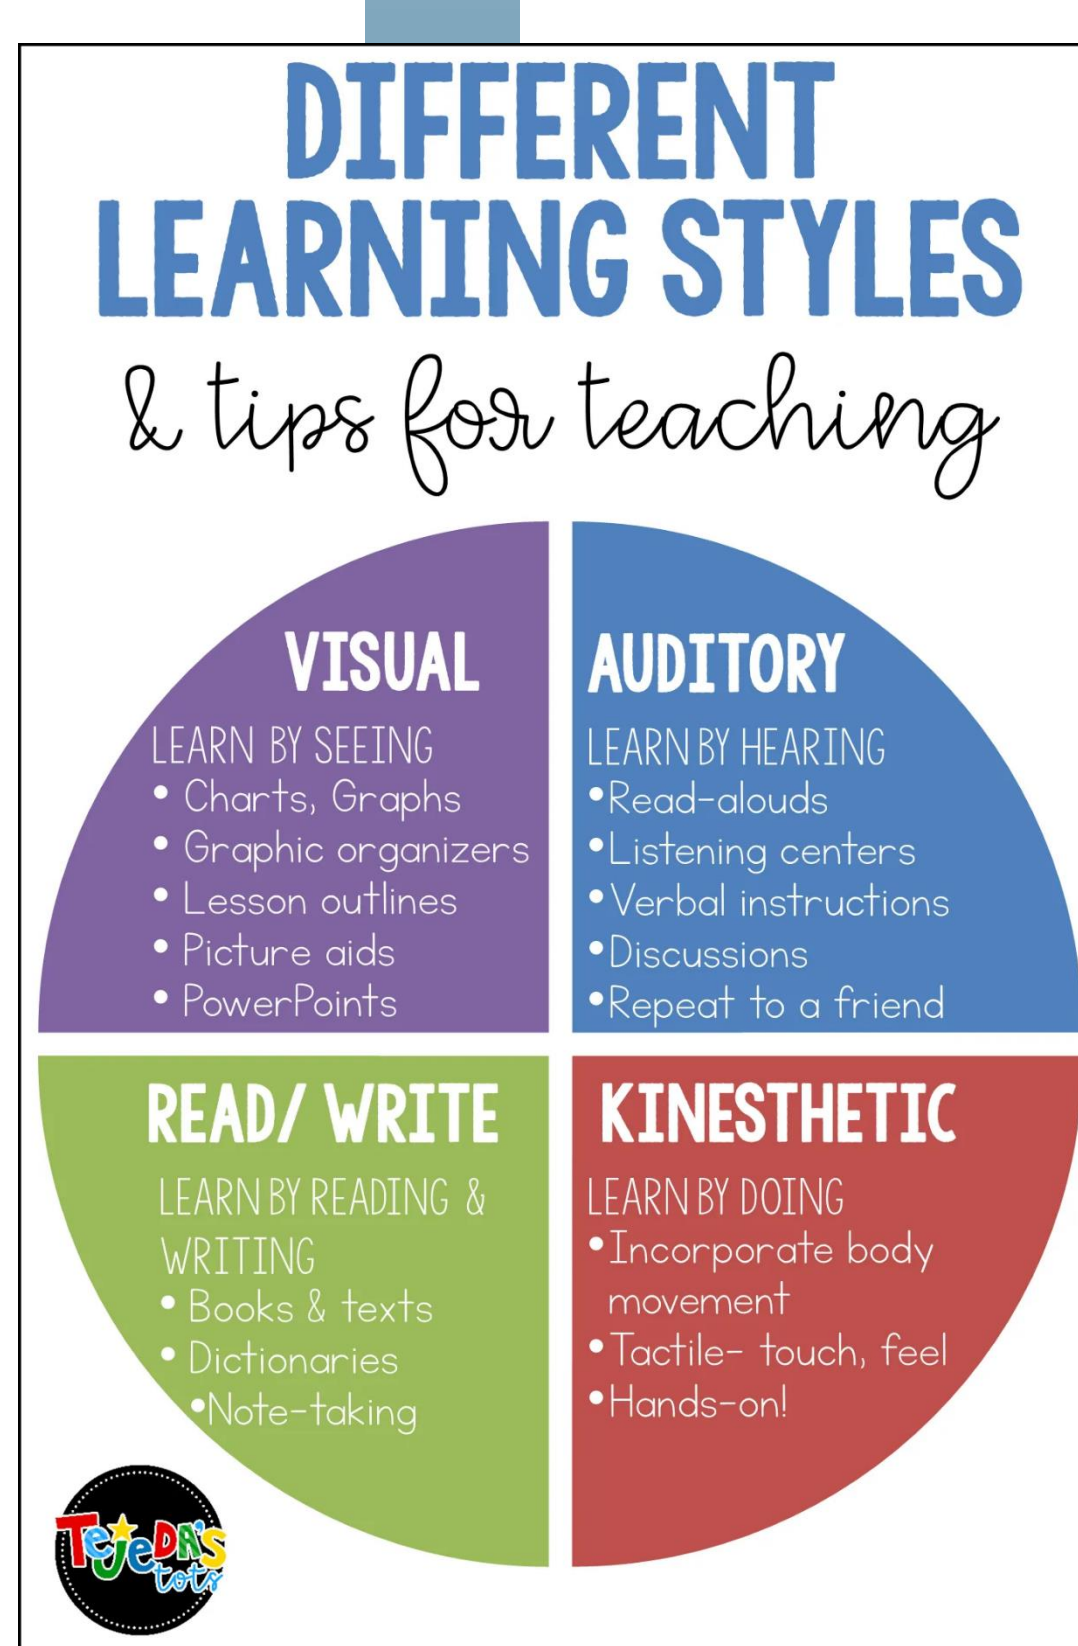 DIFFERENT
LEARNING STYLES
& tips for teaching
VISUAL
LEARN BY SEEING
• Charts, Graphs
• Graphic organizers
• Lesson outlines
• Picture aids
• PowerPoints
AUDITORY
LEARN BY HEARING
•Read-alouds
•Listening centers
•Verbal instructions
•Discussions
•Repeat to a friend
READ/ WRITE
LEARN BY READING &
WRITING
• Books & texts
• Dictionaries
•Note-taking
KINESTHETIC
LEARN BY DOING
•Incorporate body
movement
•Tactile- touch, feel
•Hands-on!
TEJEDA'S
tots